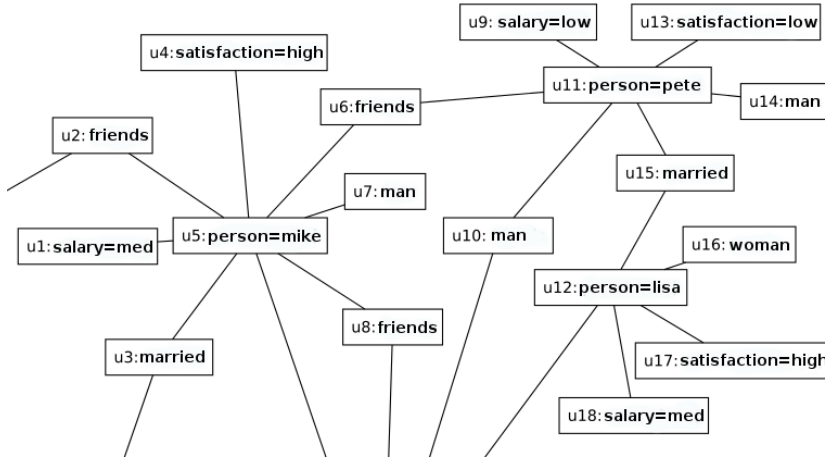 u9: salary=low
u13:satisfaction=low
u4:satisfaction=high
u11:person=pete
u6:friends
u14:man
u2:friends
u15:married
u7:man
u5:person=mike
u10: man
u1:salary=med
u16: woman
u12:person=lisa
u8:friends
u3:married
u17:satisfaction=high
u18:salary=med